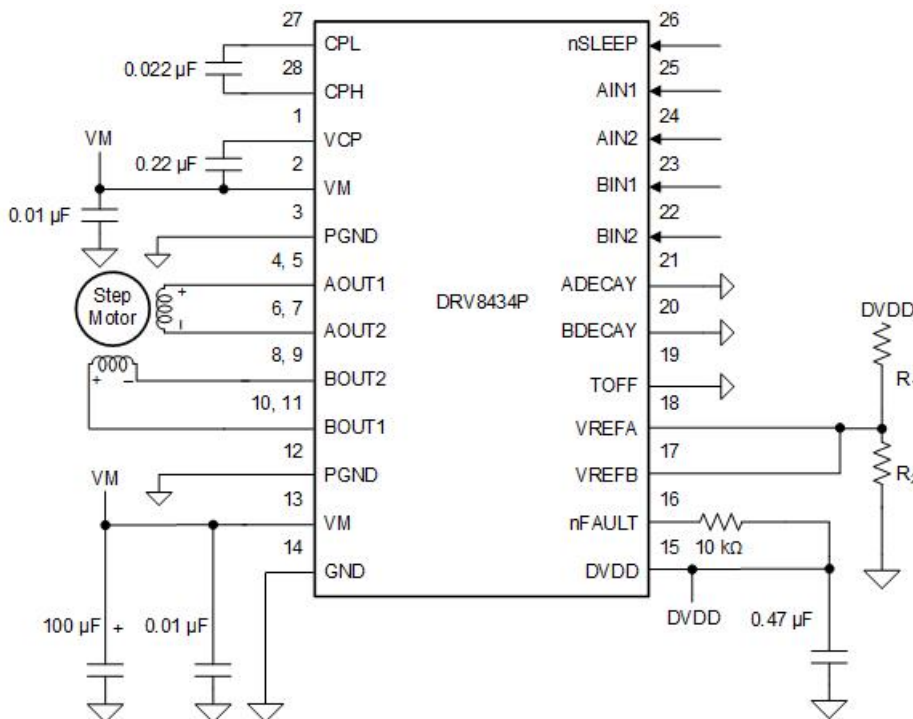 27
CPL
0.022 µF
28
CPH
1
VCP
VM
0.22 µF
2
VM
0.01 µF
3
PGND
4, 5
AOUT1
Step
Motor
+
–
6, 7
AOUT2
8, 9
BOUT2
+
–
10, 11
BOUT1
12
PGND
VM
13
VM
14
GND
100 µF
+
0.01 µF
DRV8434P
26
nSLEEP
25
AIN1
24
AIN2
23
BIN1
22
BIN2
21
ADECAY
20
BDECAY
19
TOFF
18
VREFA
17
VREFB
16
nFAULT
10 kΩ
15
DVDD
DVDD
0.47 µF
DVDD
R
R